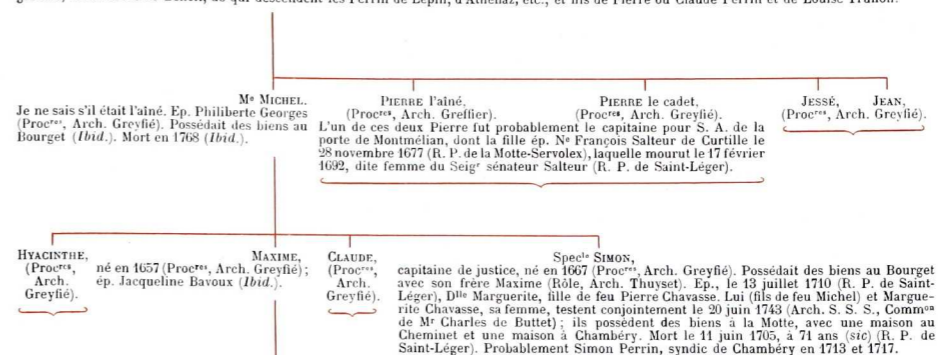 Me MICHEL.
Je ne sais s'il était l'aîné. Ep. Philiberte Georges
(Procres, Arch. Greyfié). Possédait des biens au
Bourget (Ibid.). Mort en 1768 (Ibid.).
PIERRE l'aîné,
(Procres, Arch. Greffier).
PIERRE le cadet,
(Procres, Arch. Greyfié).
L'un de ces deux Pierre fut probablement le capitaine pour S. A. de la
porte de Montmélian, dont la fille ép. Ne François Salteur de Curtille le
28 novembre 1677 (R. P. de la Motte-Servolex), laquelle mourut le 17 février
1692, dite femme du Seigr sénateur Salteur (R. P. de Saint-Léger).
JESSÉ, JEAN,
(Procres, Arch. Greyfié).
HYACINTHE,
(Procres,
Arch.
Greyfié).
MAXIME,
né en 1657 (Procres, Arch. Greyfié) ;
ép. Jacqueline Bavoux (Ibid.).
CLAUDE,
(Procres,
Arch.
Greyfié).
Specle SIMON,
capitaine de justice, né en 1667 (Procres, Arch. Greyfié). Possédait des biens au Bourget
avec son frère Maxime (Rôle, Arch. Thuyset). Ep., le 13 juillet 1710 (R. P. de Saint-
Léger), Dlle Marguerite, fille de feu Pierre Chavasse. Lui (fils de feu Michel) et Margue-
rite Chavasse, sa femme, testent conjointement le 20 juin 1743 (Arch. S. S. S., Common
de Mr Charles de Buttet) ; ils possèdent des biens à la Motte, avec une maison au
Cheminet et une maison à Chambéry. Mort le 11 juin 1705, à 71 ans (sic) (R. P. de
Saint-Léger). Probablement Simon Perrin, syndic de Chambéry en 1713 et 1717.